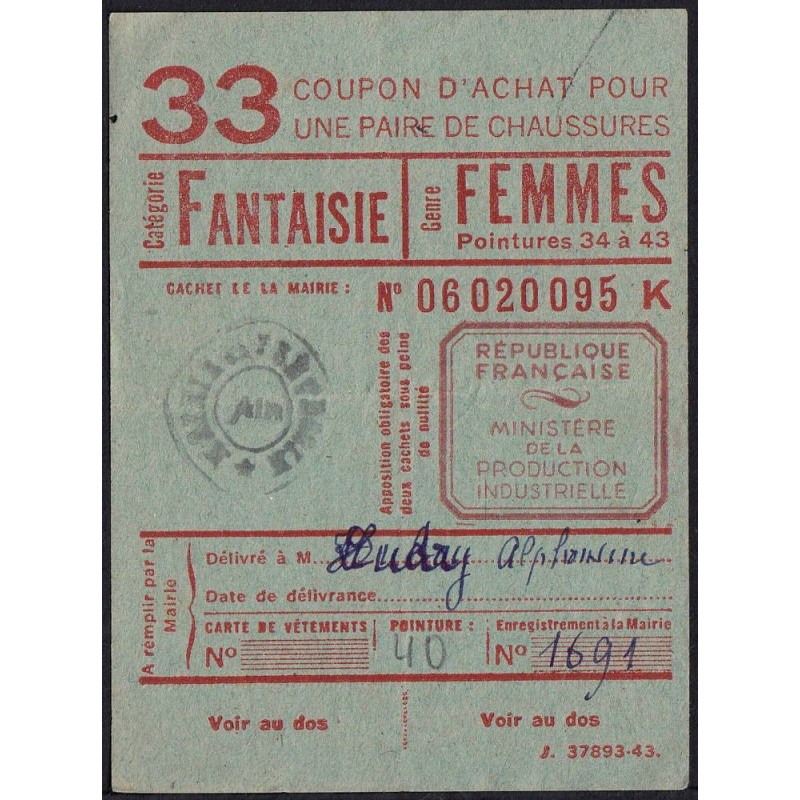 33 COUPON D'ACHAT POUR
UNE PAIRE DE CHAUSSURES
Catégorie FANTAISIE
Genre FEMMES
Pointures 34 à 43
CACHET DE LA MAIRIE :
Nº 06020095 K
Ain
Apposition obligatoire des
deux cachets sous peine
de nullité
RÉPUBLIQUE
FRANÇAISE
MINISTÈRE
DE LA
PRODUCTION
INDUSTRIELLE
A remplir par la
Mairie
Délivré à M. Alphonsine
Date de délivrance
CARTE DE VÊTEMENTS
Nº
POINTURE :
40
Enregistrement à la Mairie
Nº 1691
Voir au dos
Voir au dos
J. 37893-43.